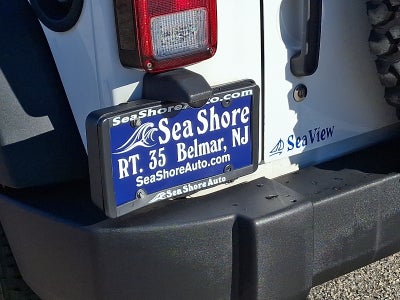 SeaShoreAuto.com
Sea Shore
RT. 35 Belmar, NJ
SeaShoreAuto.com
Sea Shore Auto
SeaView